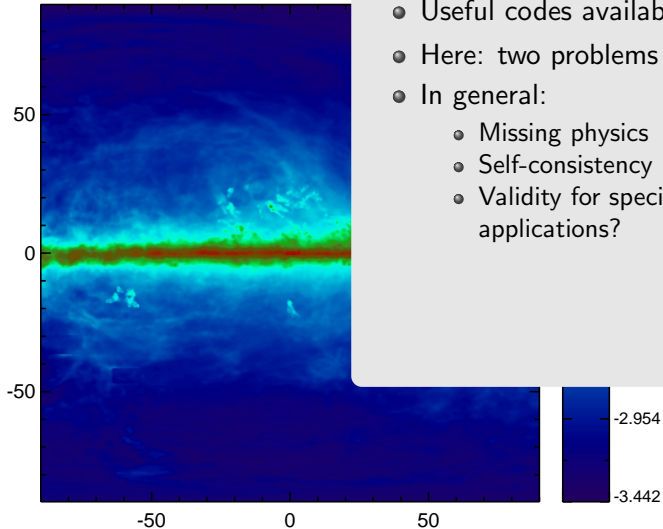 Useful codes availab
Here: two problems
In general:
Missing physics
Self-consistency
Validity for speci
applications?
50
0
-50
-50
0
50
-2.954
-3.442